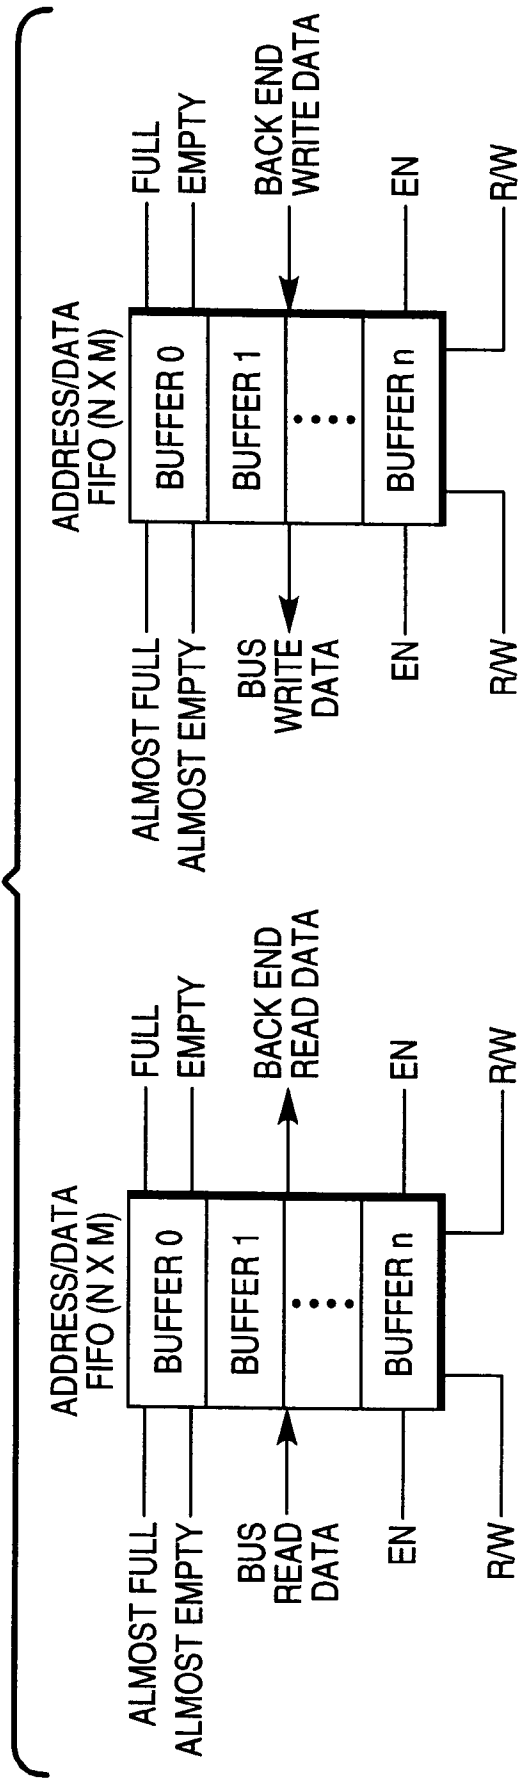 ADDRESS/DATA
FIFO (N X M)
ALMOST FULL
ALMOST EMPTY
BUS
READ
DATA
EN
R/W
BUFFER 0
BUFFER 1
BUFFER n
FULL
EMPTY
BACK END
READ DATA
EN
R/W
ADDRESS/DATA
FIFO (N X M)
ALMOST FULL
ALMOST EMPTY
BUS
WRITE
DATA
EN
R/W
BUFFER 0
BUFFER 1
BUFFER n
FULL
EMPTY
BACK END
WRITE DATA
EN
R/W